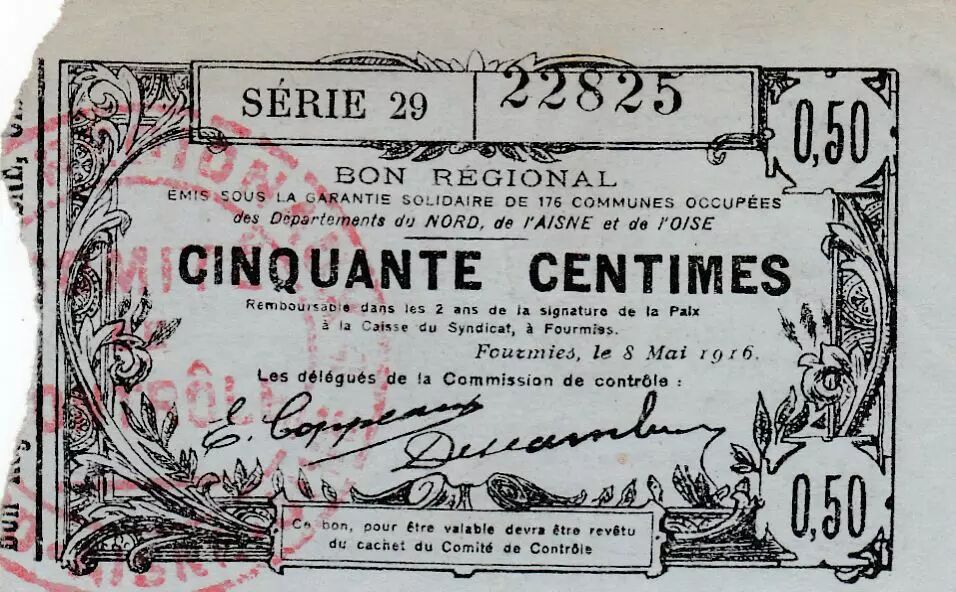 SÉRIE 29
22825
0,50
BON RÉGIONAL
ÉMIS SOUS LA GARANTIE SOLIDAIRE DE 176 COMMUNES OCCUPÉES
des Départements du NORD, de l'AISNE et de l'OISE
CINQUANTE CENTIMES
Remboursable dans les 2 ans de la signature de la Paix
à la Caisse du Syndicat, à Fourmies.
Fourmies, le 8 Mai 1916.
Les délégués de la Commission de contrôle :
E. Coppeaux
0,50
Ce bon, pour être valable devra être revêtu
du cachet du Comité de Contrôle